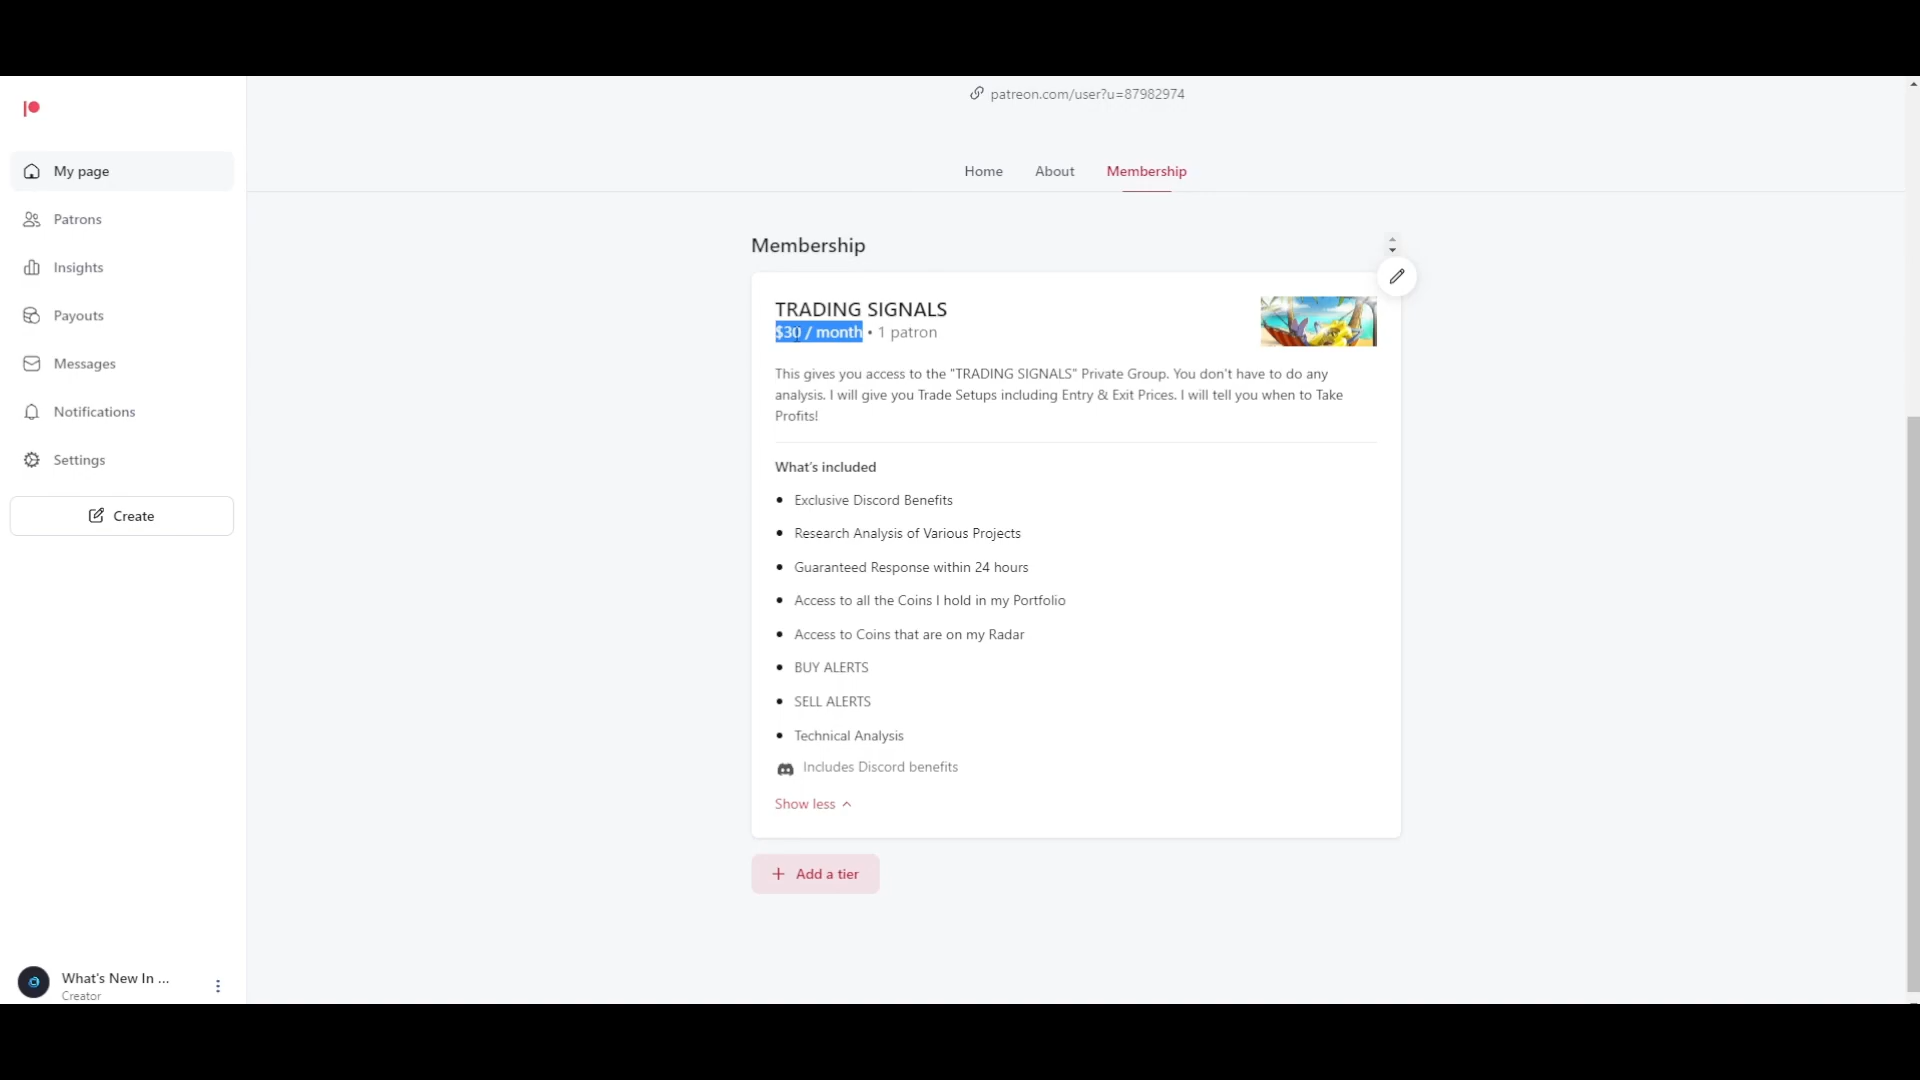 patreon.com/user?u=87982974
My page
Patrons
Insights
Payouts
Messages
Notifications
Settings
Create
Home About Membership
Membership
TRADING SIGNALS
$30 / month • 1 patron
This gives you access to the "TRADING SIGNALS" Private Group. You don't have to do any
analysis. I will give you Trade Setups including Entry & Exit Prices. I will tell you when to Take
Profits!
What's included
• Exclusive Discord Benefits
• Research Analysis of Various Projects
• Guaranteed Response within 24 hours
• Access to all the Coins I hold in my Portfolio
• Access to Coins that are on my Radar
• BUY ALERTS
• SELL ALERTS
• Technical Analysis
Includes Discord benefits
Show less
+ Add a tier
What's New In ...
Creator